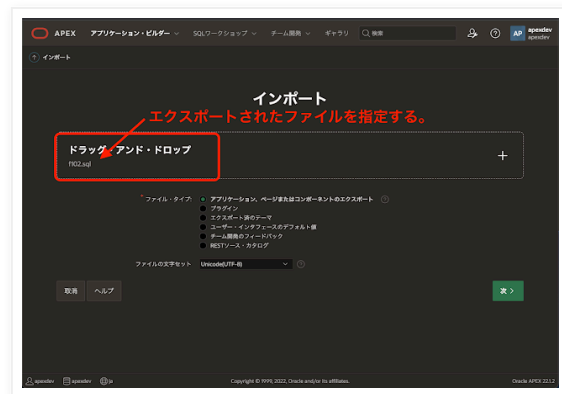 APEX アプリケーション・ビルダー SQLワークショップ チーム開発 ギャラリ 検索 AP apexdev
apexdev
インポート
インポート
エクスポートされたファイルを指定する。
ドラッグ・アンド・ドロップ
f102.sql
ファイル・タイプ アプリケーション、ページまたはコンポーネントのエクスポート
プラグイン
エクスポート済のテーマ
ユーザー・インタフェースのデフォルト値
チーム開発のフィードバック
RESTソース・カタログ
ファイルの文字セット Unicode(UTF-8)
取消 ヘルプ 次 >
apexdev apexdev ja Copyright © 1999, 2022, Oracle and/or its affiliates. Oracle APEX 22.1.2